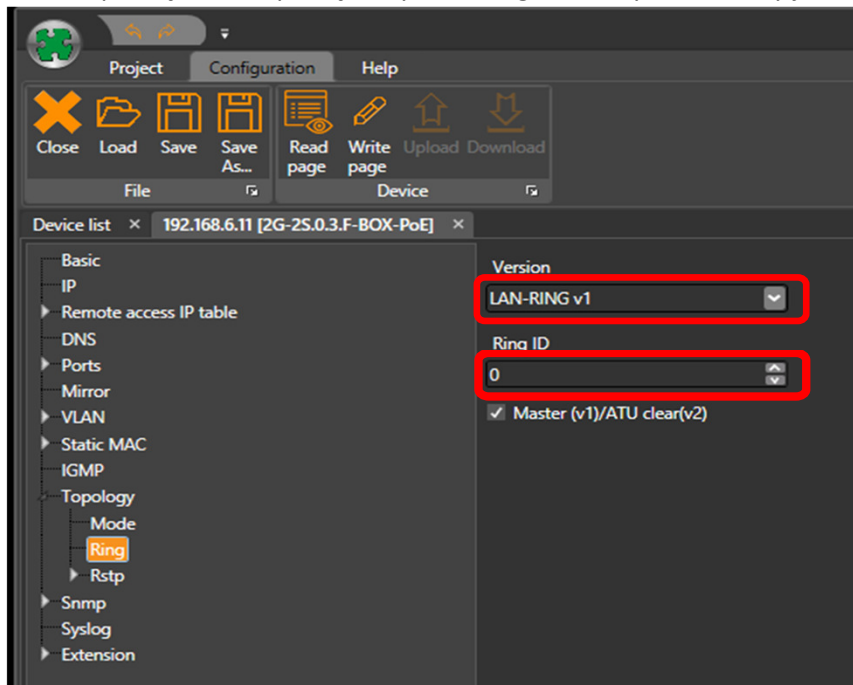 Project Configuration Help
Close Load Save Save As... Read page Write page Upload Download
File Device
Device list × 192.168.6.11 [2G-2S.0.3.F-BOX-PoE] ×
Basic
IP
Remote access IP table
DNS
Ports
Mirror
VLAN
Static MAC
IGMP
Topology
Mode
Ring
Rstp
Snmp
Syslog
Extension
Version
LAN-RING v1
Ring ID
0
Master (v1)/ATU clear(v2)